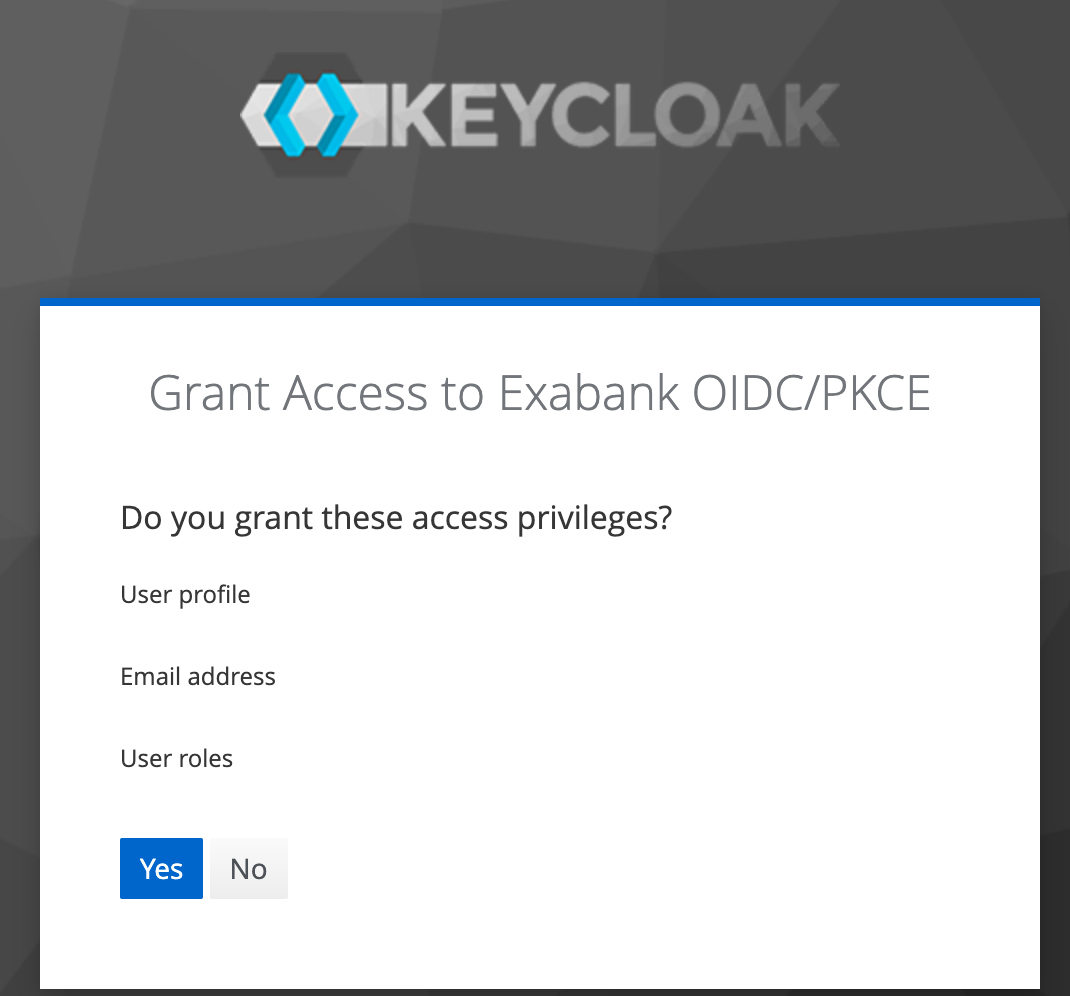 KEYCLOAK
Grant Access to Exabank OIDC/PKCE
Do you grant these access privileges?
User profile
Email address
User roles
Yes No